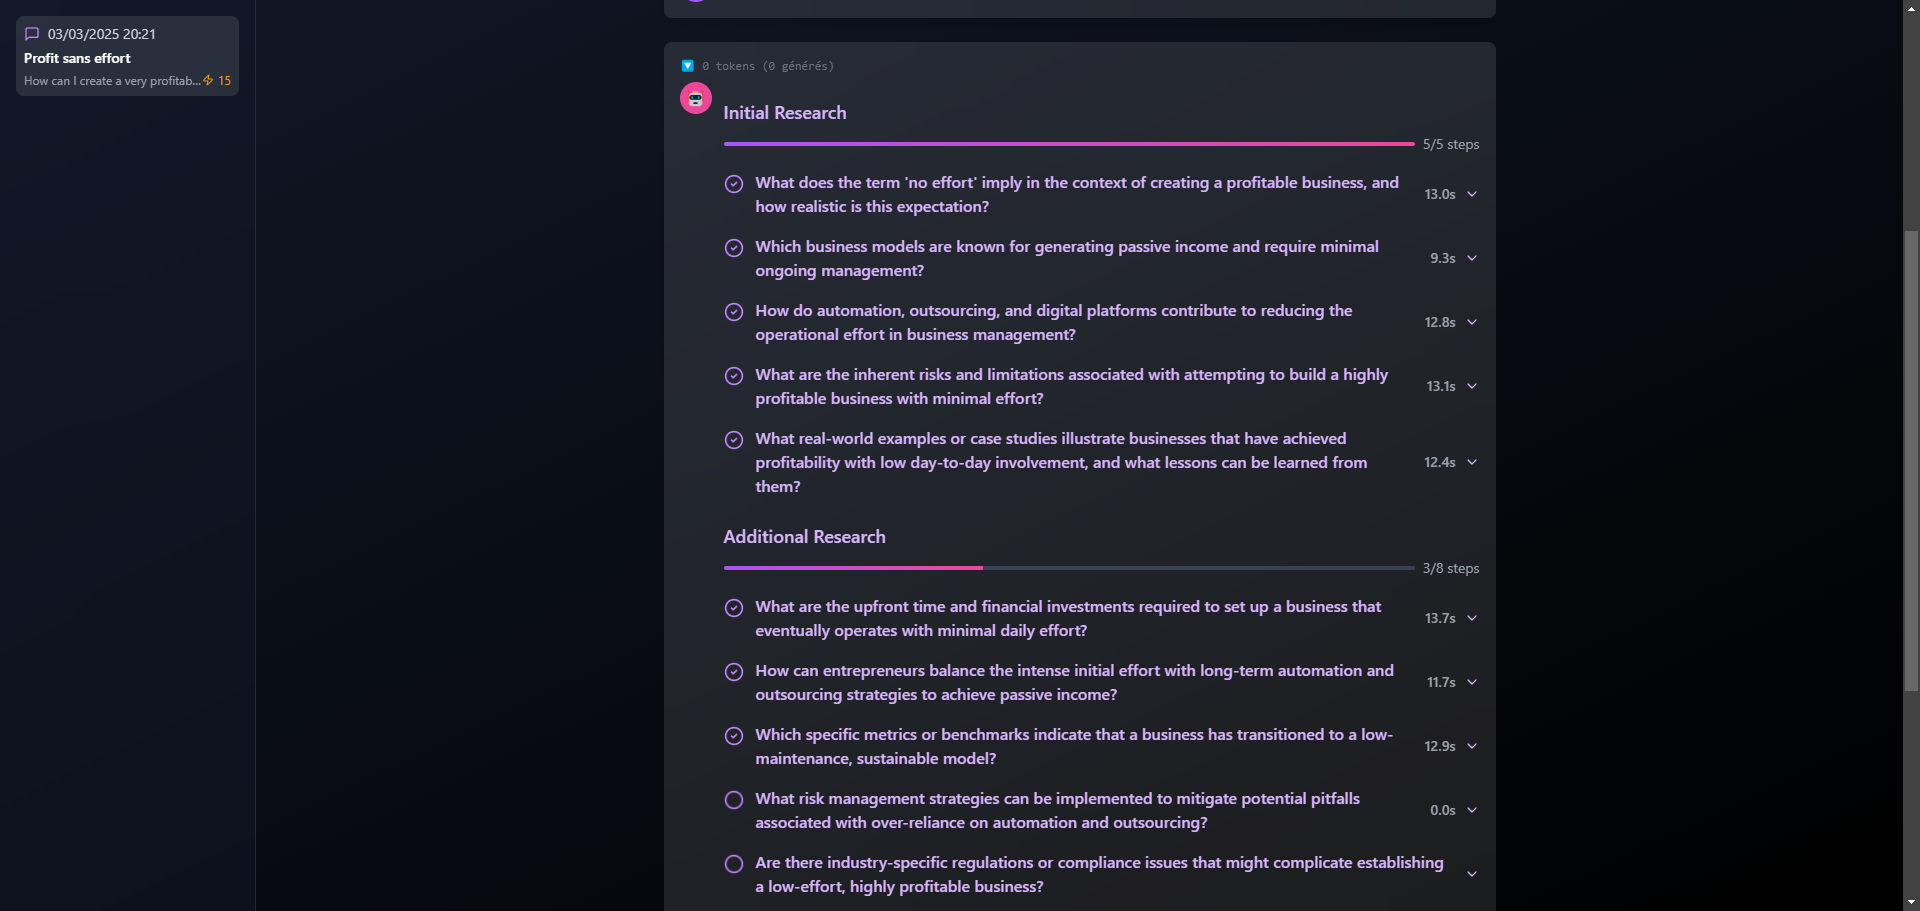 03/03/2025 20:21
Profit sans effort
How can I create a very profitab... 15
0 tokens (0 générés)
Initial Research
5/5 steps
What does the term 'no effort' imply in the context of creating a profitable business, and
how realistic is this expectation?
13.0s
Which business models are known for generating passive income and require minimal
ongoing management?
9.3s
How do automation, outsourcing, and digital platforms contribute to reducing the
operational effort in business management?
12.8s
What are the inherent risks and limitations associated with attempting to build a highly
profitable business with minimal effort?
13.1s
What real-world examples or case studies illustrate businesses that have achieved
profitability with low day-to-day involvement, and what lessons can be learned from
them?
12.4s
Additional Research
3/8 steps
What are the upfront time and financial investments required to set up a business that
eventually operates with minimal daily effort?
13.7s
How can entrepreneurs balance the intense initial effort with long-term automation and
outsourcing strategies to achieve passive income?
11.7s
Which specific metrics or benchmarks indicate that a business has transitioned to a low-
maintenance, sustainable model?
12.9s
What risk management strategies can be implemented to mitigate potential pitfalls
associated with over-reliance on automation and outsourcing?
0.0s
Are there industry-specific regulations or compliance issues that might complicate establishing
a low-effort, highly profitable business?